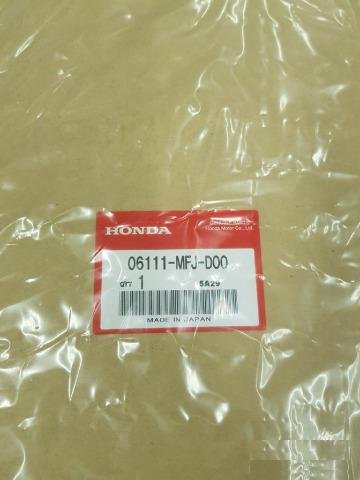 HONDA
Honda Motor Co., Ltd.
06111-MFJ-D00
QTY 1 5A29
MADE IN JAPAN